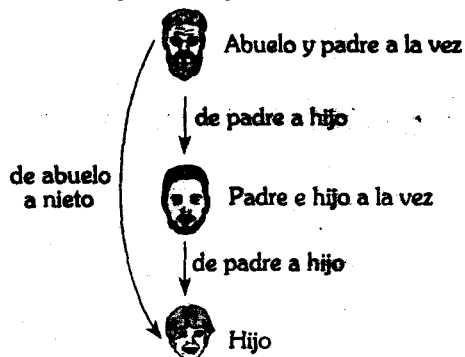 Abuelo y padre a la vez
de padre a hijo
de abuelo
a nieto
Padre e hijo a la vez
de padre a hijo
Hijo